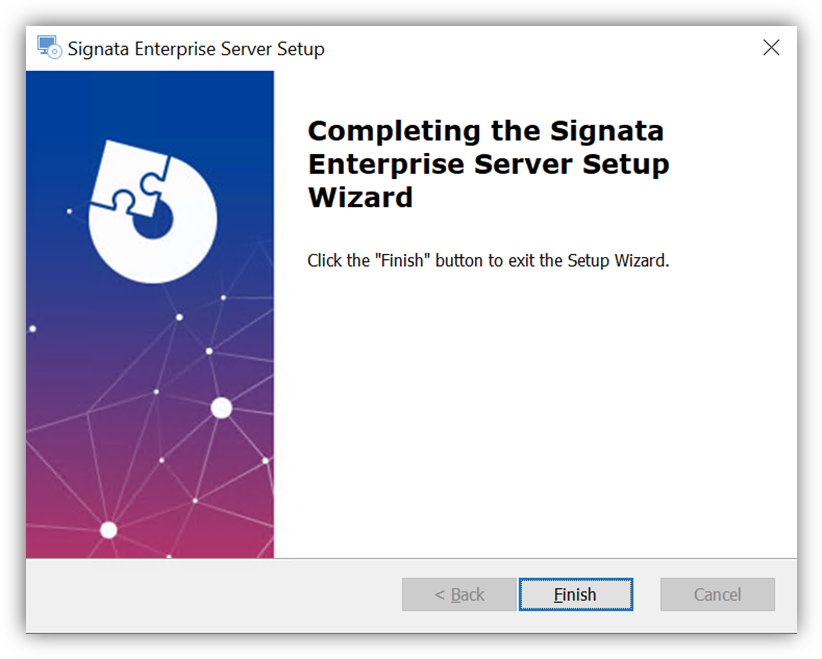 Signata Enterprise Server Setup
Completing the Signata
Enterprise Server Setup
Wizard
Click the "Finish" button to exit the Setup Wizard.
< Back
Finish
Cancel